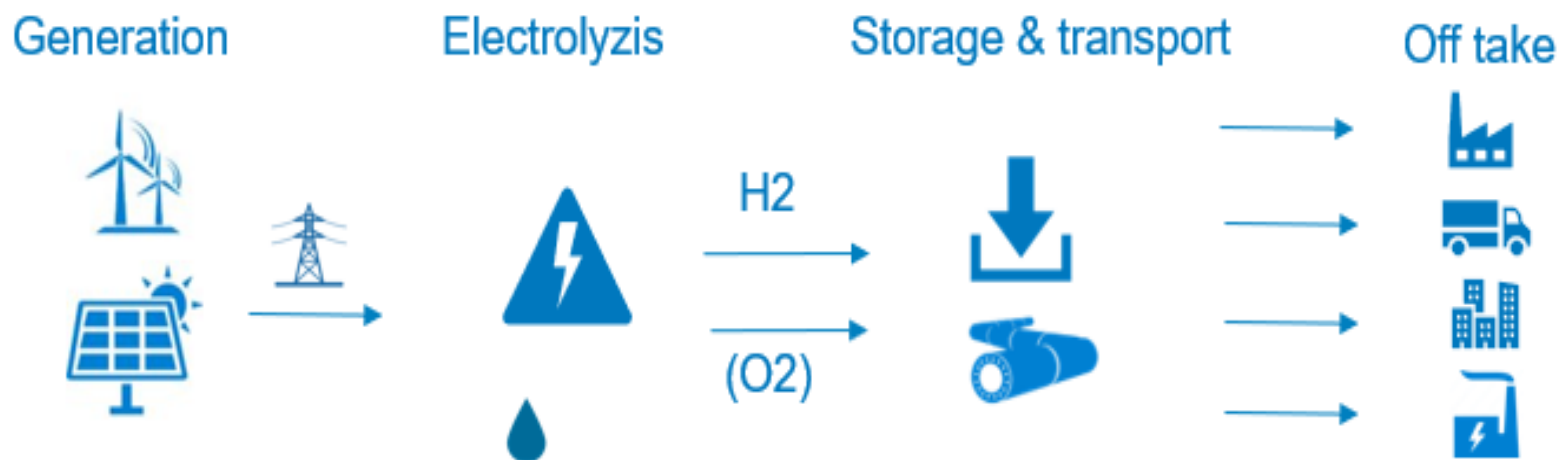 Generation
Electrolyzis
Storage & transport
Off take
H2
(O2)